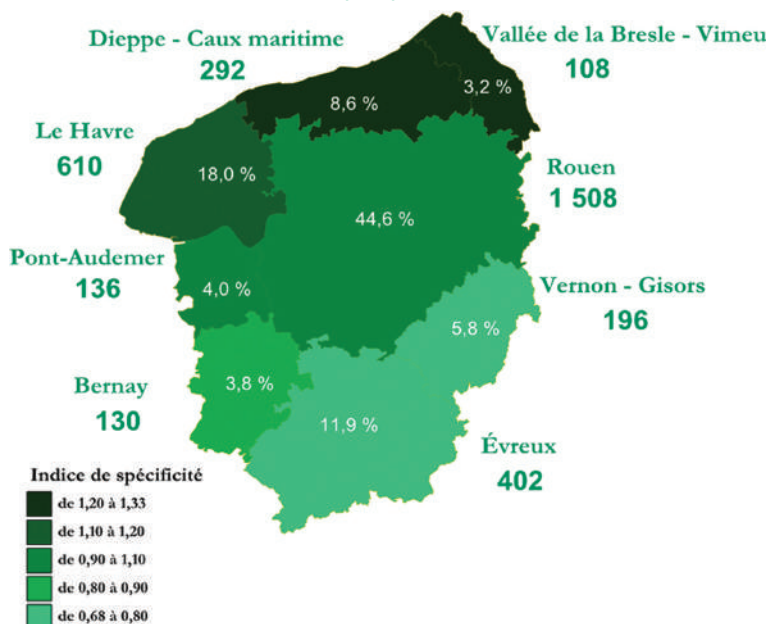 Dieppe - Caux maritime
292
Vallée de la Bresle - Vimeu
108
8,6 %
3,2 %
Le Havre
610
18,0 %
Rouen
1 508
44,6 %
Pont-Audemer
136
4,0 %
Vernon - Gisors
196
5,8 %
Bernay
130
3,8 %
11,9 %
Évreux
402
Indice de spécificité
de 1,20 à 1,33
de 1,10 à 1,20
de 0,90 à 1,10
de 0,80 à 0,90
de 0,68 à 0,80